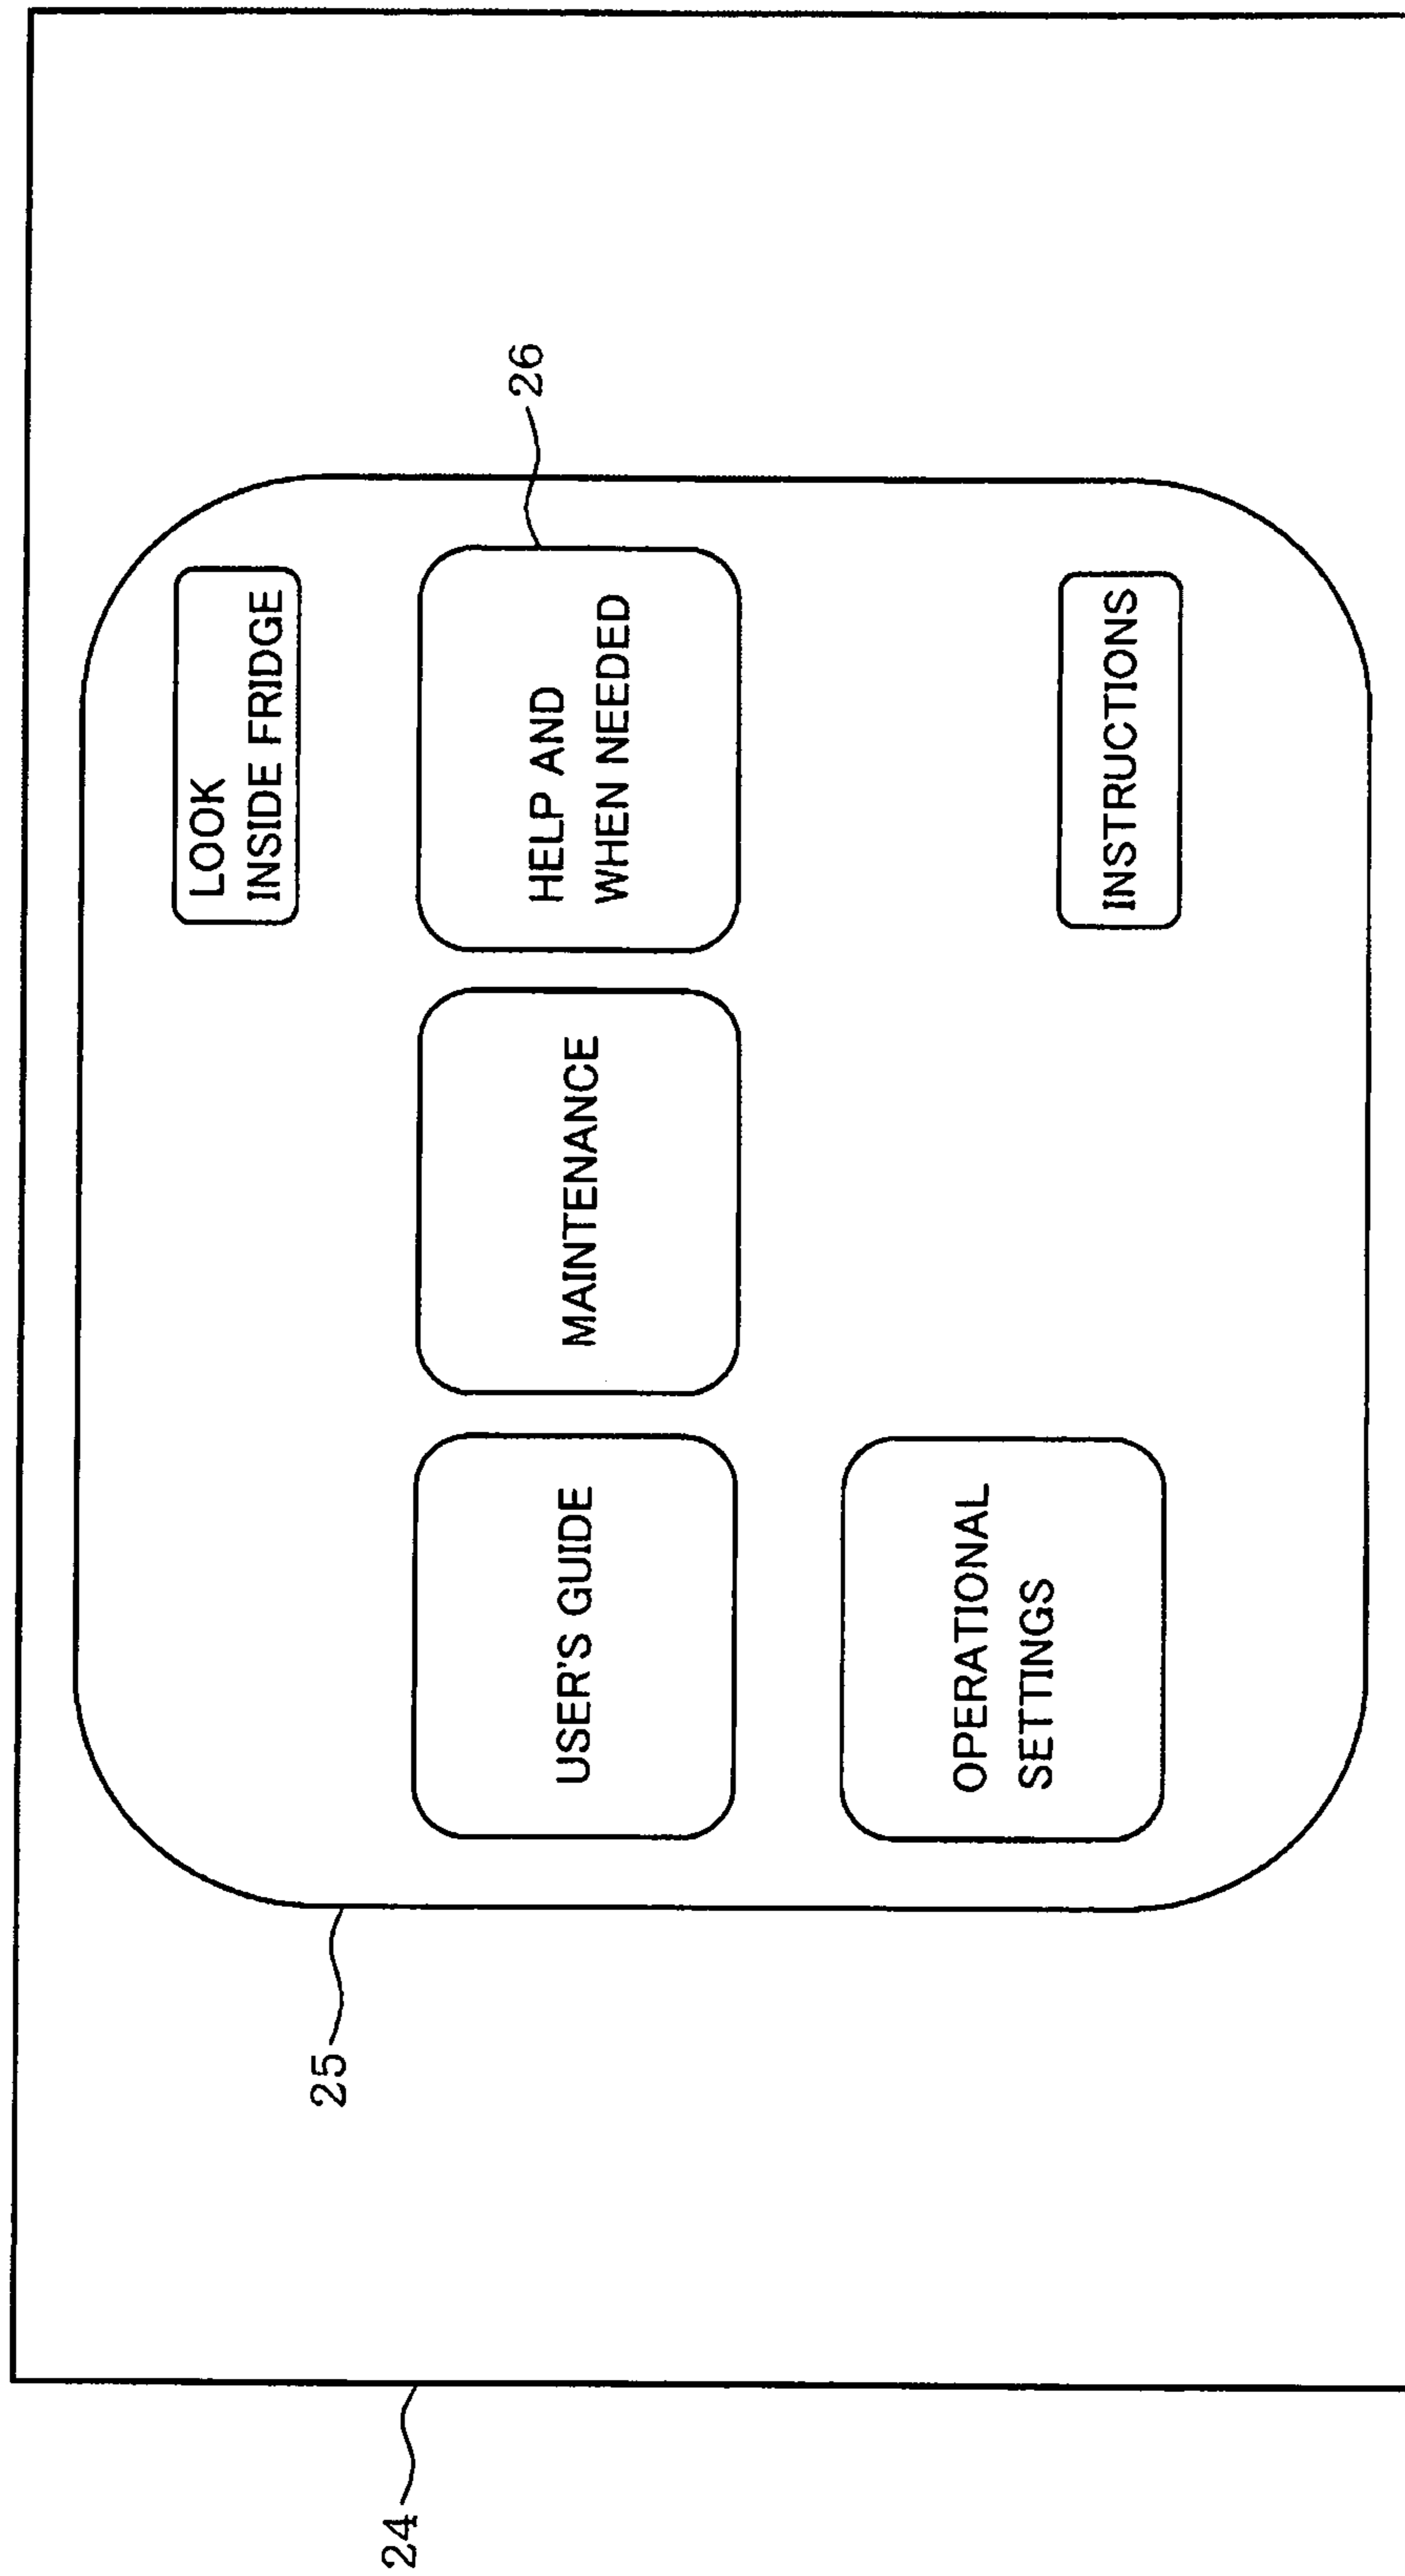 LOOK
INSIDE FRIDGE
26
USER'S GUIDE
MAINTENANCE
HELP AND
WHEN NEEDED
OPERATIONAL
SETTINGS
INSTRUCTIONS
25
24